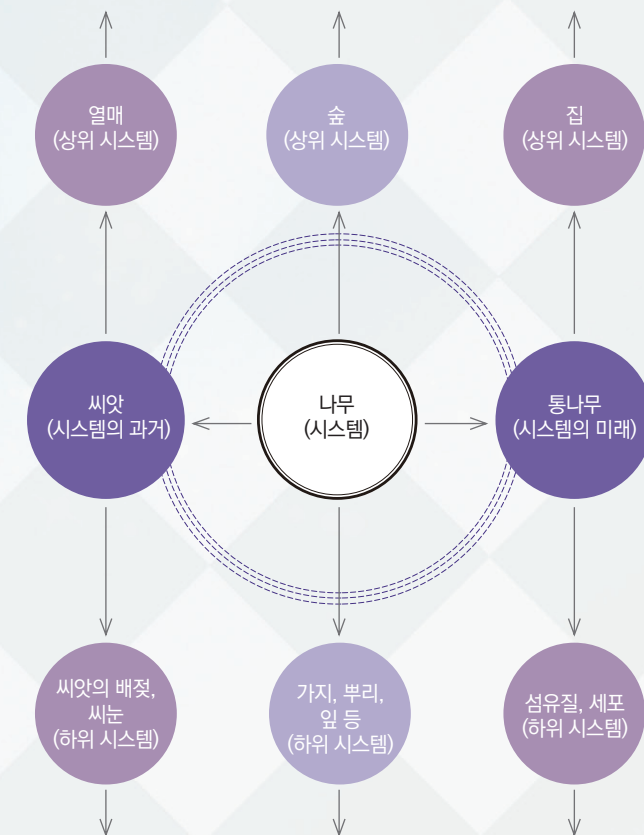 열매
(상위 시스템)
숲
(상위 시스템)
집
(상위 시스템)
씨앗
(시스템의 과거)
나무
(시스템)
통나무
(시스템의 미래)
씨앗의 배젖,
씨눈
(하위 시스템)
가지, 뿌리,
잎 등
(하위 시스템)
섬유질, 세포
(하위 시스템)